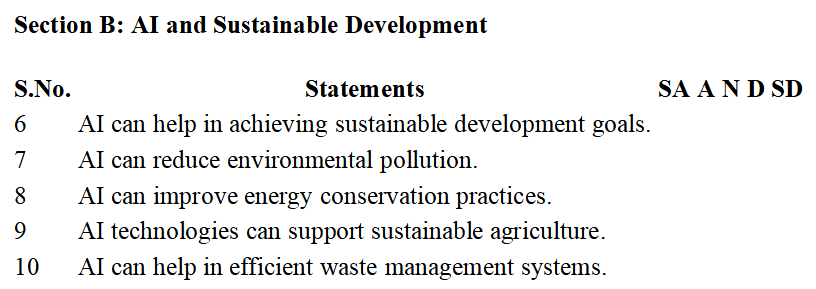 Section B: AI and Sustainable Development
S.No. Statements SA A N D SD
6 AI can help in achieving sustainable development goals.
7 AI can reduce environmental pollution.
8 AI can improve energy conservation practices.
9 AI technologies can support sustainable agriculture.
10 AI can help in efficient waste management systems.